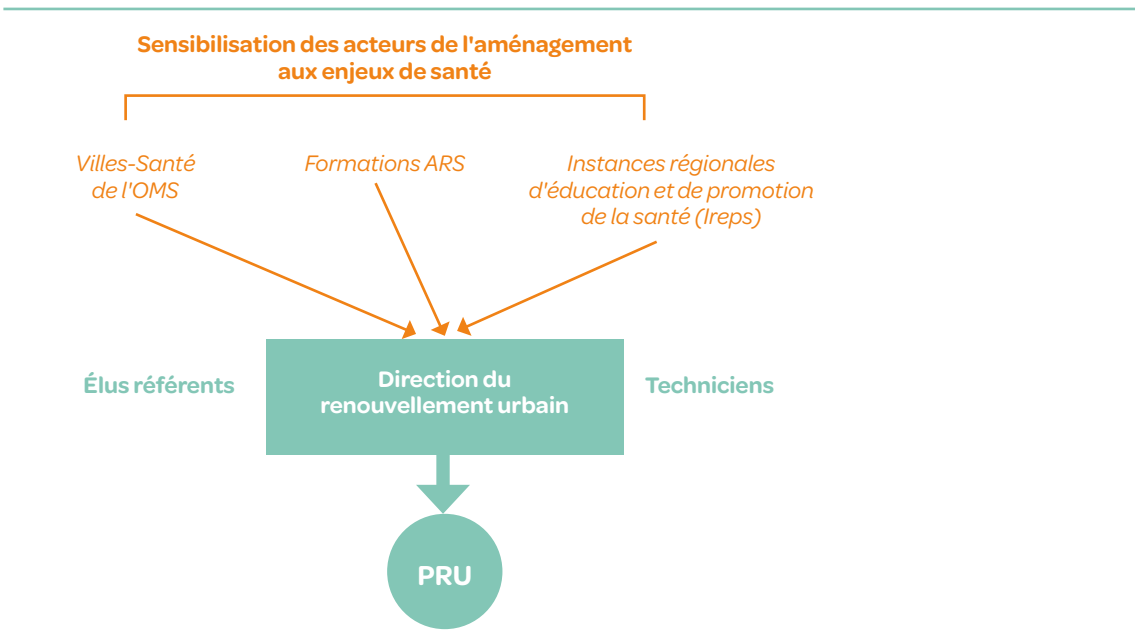 Sensibilisation des acteurs de l'aménagement
aux enjeux de santé
Villes-Santé
de l'OMS
Formations ARS
Instances régionales
d'éducation et de promotion
de la santé (Ireps)
Élus référents
Direction du
renouvellement urbain
Techniciens
PRU